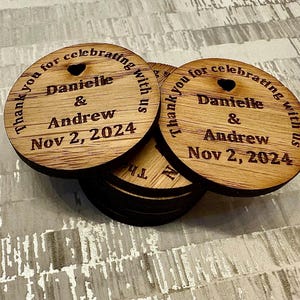 Thank you for celebrating with us
Danielle
&
Andrew
Nov 2, 2024
Thank you for celebrating with us
Danielle
&
Andrew
Nov 2, 2024